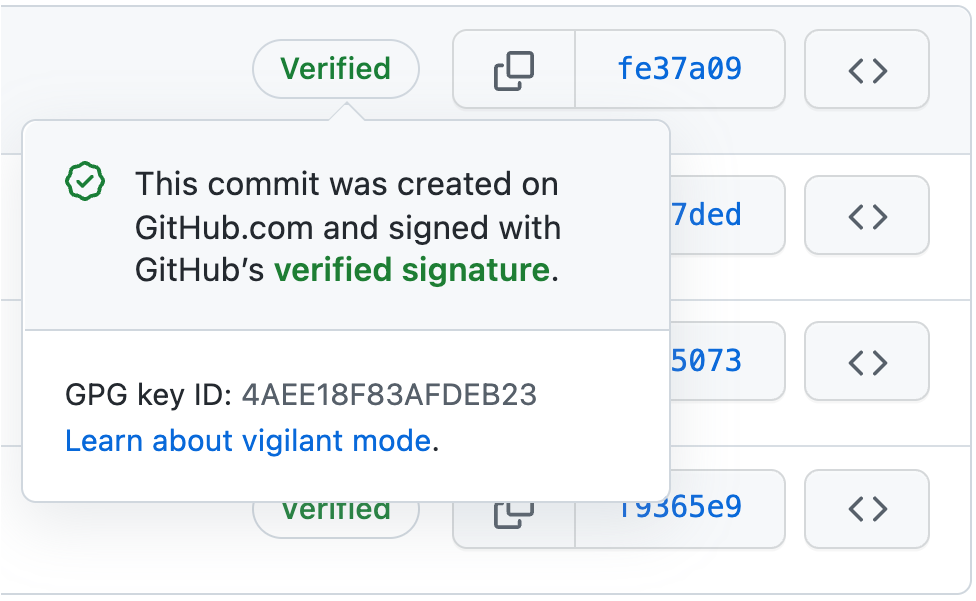 Verified
fe37a09
This commit was created on
GitHub.com and signed with
GitHub’s verified signature.
7ded
5073
GPG key ID: 4AEE18F83AFDEB23
Learn about vigilant mode.
Verified
f9365e9